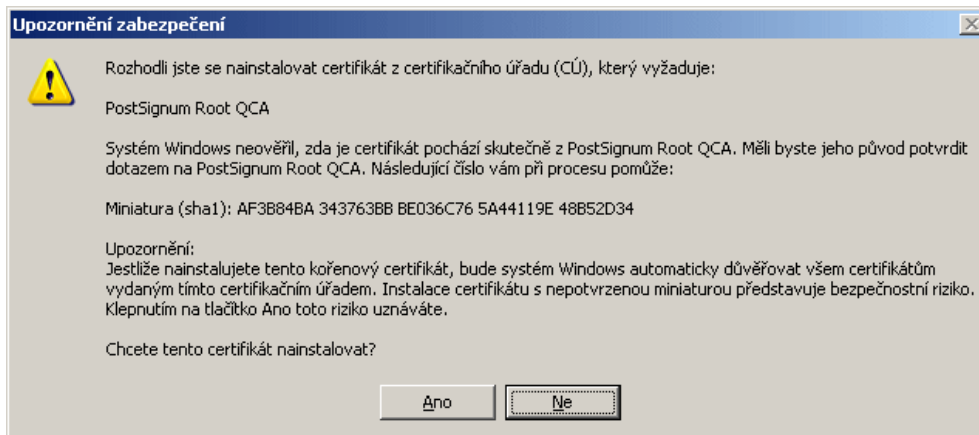 Upozornění zabezpečení
Rozhodli jste se nainstalovat certifikát z certifikačního úřadu (CÚ), který vyžaduje:
PostSignum Root QCA
Systém Windows neověřil, zda je certifikát pochází skutečně z PostSignum Root QCA. Měli byste jeho původ potvrdit
dotazem na PostSignum Root QCA. Následující číslo vám při procesu pomůže:
Miniatura (sha1): AF3B84BA 343763BB BE036C76 5A44119E 48B52D34
Upozornění:
Jestliže nainstalujete tento kořenový certifikát, bude systém Windows automaticky důvěřovat všem certifikátům
vydaným tímto certifikačním úřadem. Instalace certifikátu s nepotvrzenou miniaturou představuje bezpečnostní riziko.
Klepnutím na tlačítko Ano toto riziko uznáváte.
Chcete tento certifikát nainstalovat?
Ano
Ne